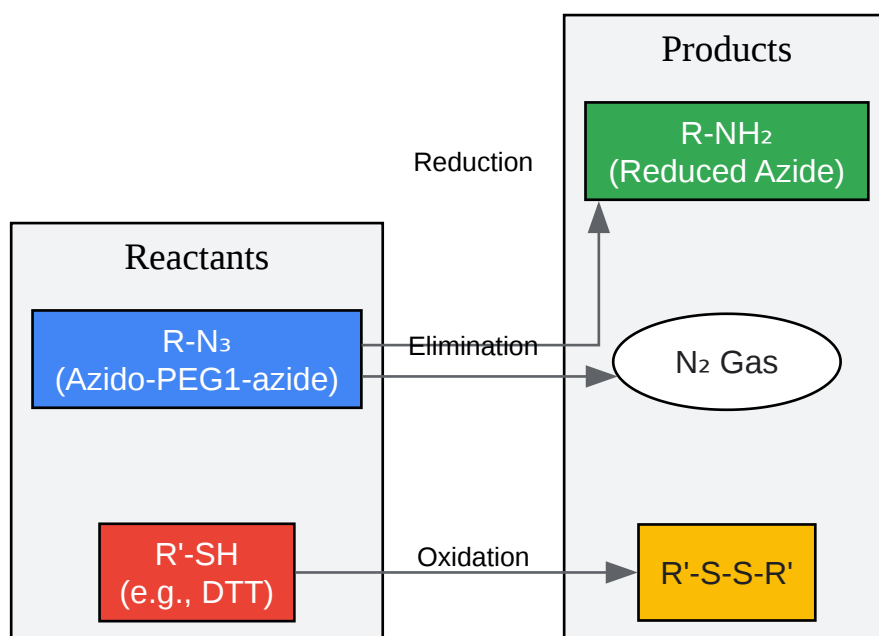 Products
R-NH₂
(Reduced Azide)
Reduction
Reactants
R-N₃
(Azido-PEG1-azide)
Elimination
N₂ Gas
R'-SH
(e.g., DTT)
Oxidation
R'-S-S-R'